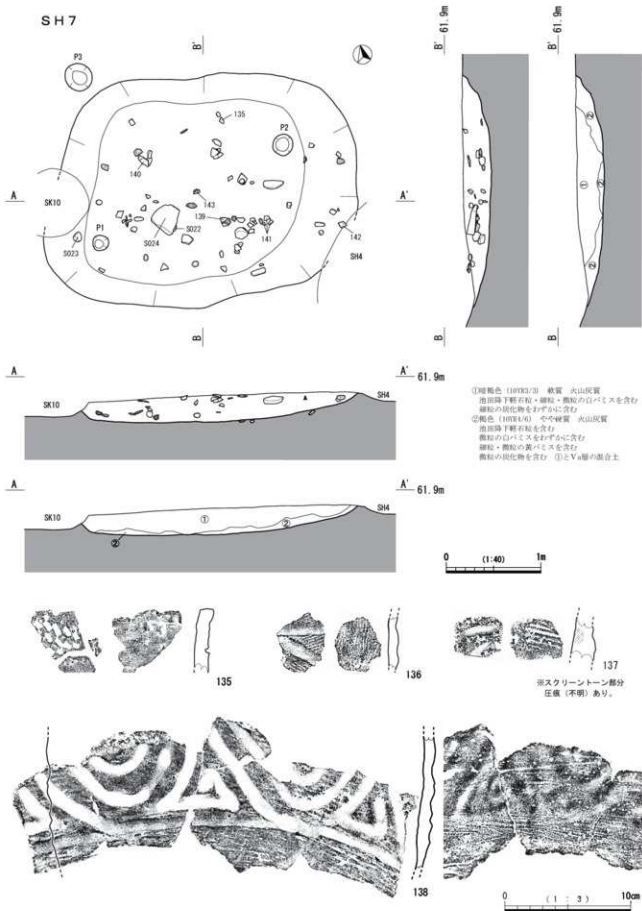 SH7
B'
B'
61.9m
B'
61.9m
P3
135
P2
140
A
A'
SK10
143
139
S022
S024
141
142
S023
P1
SH4
B
B
B
①
②
②
②
A
A'
61.9m
SK10
SH4
①暗褐色(10YR3/3) 軟質 火山灰質
池田降下軽石粒・細粒・微粒の白パミスを含む
細粒の炭化物をわずかに含む
②褐色(10YR4/6) やや硬質 火山灰質
池田降下軽石粒を含む
微粒の白パミスをわずかに含む
細粒・微粒の黄パミスを含む
微粒の炭化物を含む ①とⅤa層の混合土
A
A'
61.9m
SK10
①
②
②
SH4
0 (1:40) 1m
135
136
137
※スクリーントーン部分
圧痕(不明)あり。
138
0 (1:3) 10cm